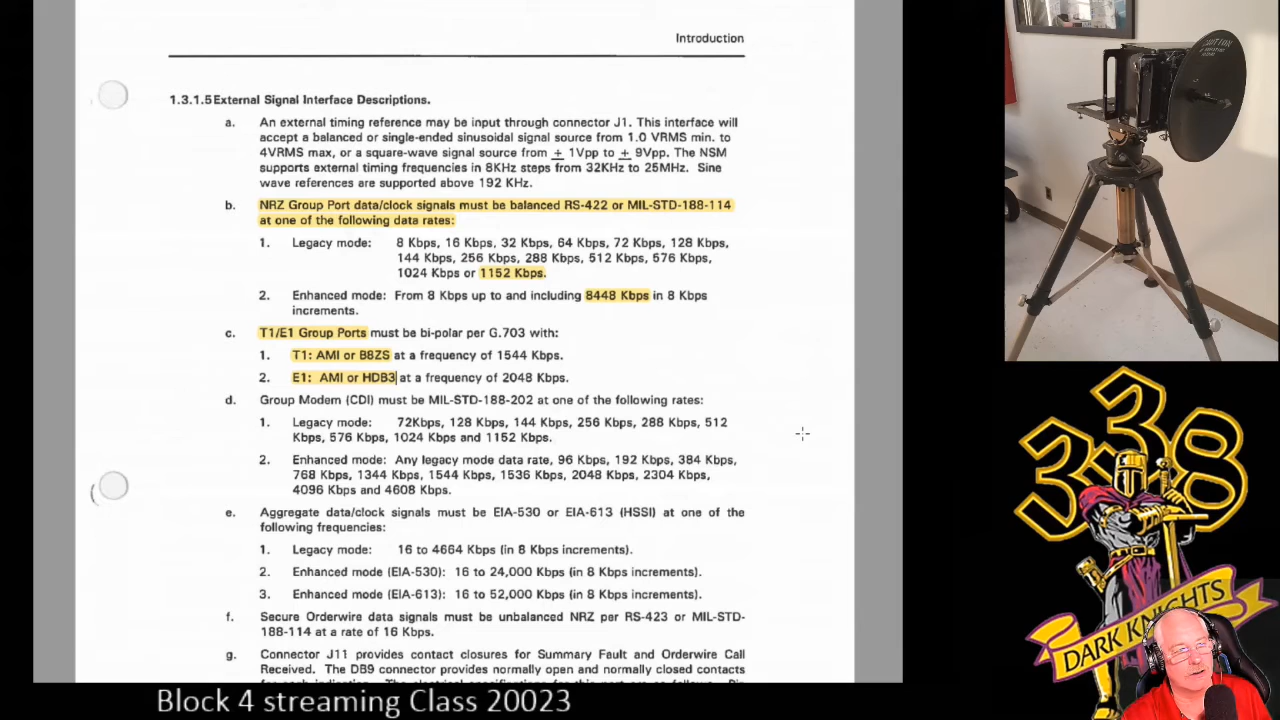 Introduction
1.3.1.5External Signal Interface Descriptions.
a. An external timing reference may be input through connector J1. This interface will
accept a balanced or single-ended sinusoidal signal source from 1.0 VRMS min. to
4VRMS max, or a square-wave signal source from + 1Vpp to + 9Vpp. The NSM
supports external timing frequencies in 8KHz steps from 32KHz to 25MHz. Sine
wave references are supported above 192 KHz.
b. NRZ Group Port data/clock signals must be balanced RS-422 or MIL-STD-188-114
at one of the following data rates:
1. Legacy mode: 8 Kbps, 16 Kbps, 32 Kbps, 64 Kbps, 72 Kbps, 128 Kbps,
144 Kbps, 256 Kbps, 288 Kbps, 512 Kbps, 576 Kbps,
1024 Kbps or 1152 Kbps.
2. Enhanced mode: From 8 Kbps up to and including 8448 Kbps in 8 Kbps
increments.
c. T1/E1 Group Ports must be bi-polar per G.703 with:
1. T1: AMI or B8ZS at a frequency of 1544 Kbps.
2. E1: AMI or HDB3 at a frequency of 2048 Kbps.
d. Group Modem (CDI) must be MIL-STD-188-202 at one of the following rates:
1. Legacy mode: 72Kbps, 128 Kbps, 144 Kbps, 256 Kbps, 288 Kbps, 512
Kbps, 576 Kbps, 1024 Kbps and 1152 Kbps.
2. Enhanced mode: Any legacy mode data rate, 96 Kbps, 192 Kbps, 384 Kbps,
768 Kbps, 1344 Kbps, 1544 Kbps, 1536 Kbps, 2048 Kbps, 2304 Kbps,
4096 Kbps and 4608 Kbps.
e. Aggregate data/clock signals must be EIA-530 or EIA-613 (HSSI) at one of the
following frequencies:
1. Legacy mode: 16 to 4664 Kbps (in 8 Kbps increments).
2. Enhanced mode (EIA-530): 16 to 24,000 Kbps (in 8 Kbps increments).
3. Enhanced mode (EIA-613): 16 to 52,000 Kbps (in 8 Kbps increments).
f. Secure Orderwire data signals must be unbalanced NRZ per RS-423 or MIL-STD-
188-114 at a rate of 16 Kbps.
g. Connector J11 provides contact closures for Summary Fault and Orderwire Call
Received. The DB9 connector provides normally open and normally closed contacts
Block 4 streaming Class 20023
338
DARK KNIGHTS